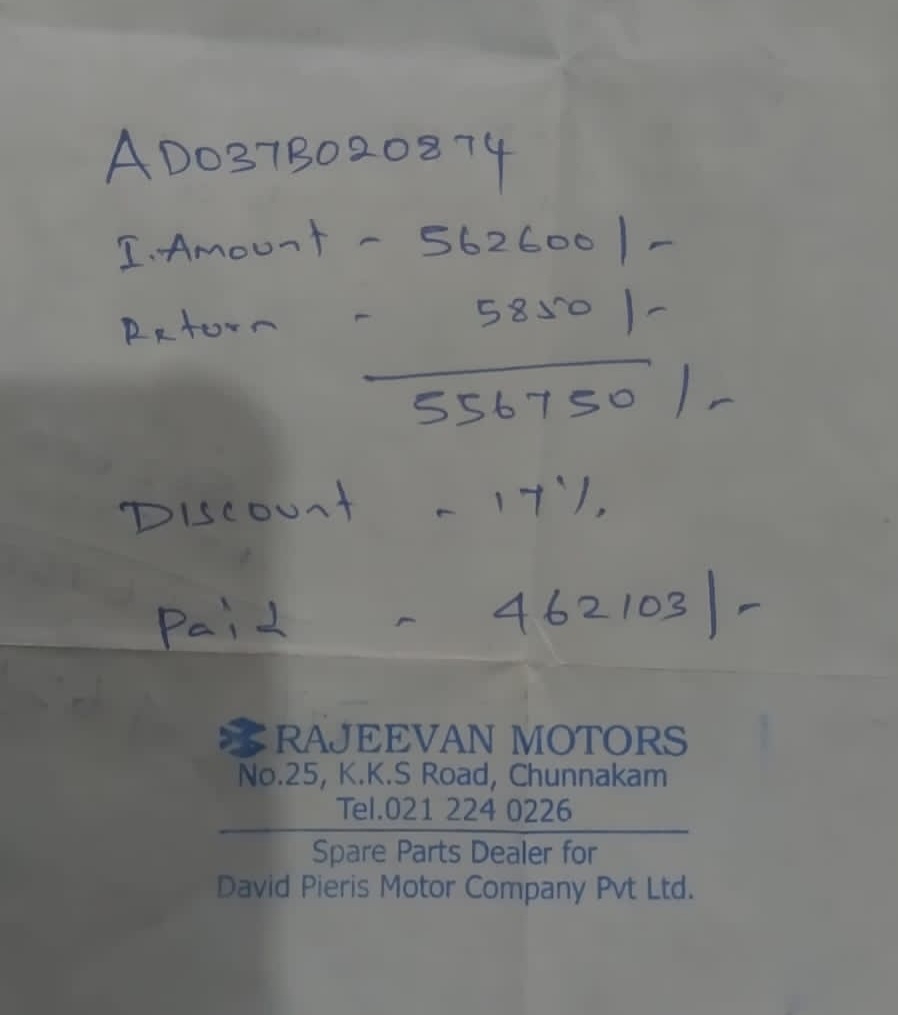 AD037B020874
I. Amount - 562600/-
Return - 5850/-
556750/-
Discount - 17%.
Paid - 462103/-
RAJEEVAN MOTORS
No.25, K.K.S Road, Chunnakam
Tel.021 224 0226
Spare Parts Dealer for
David Pieris Motor Company Pvt Ltd.